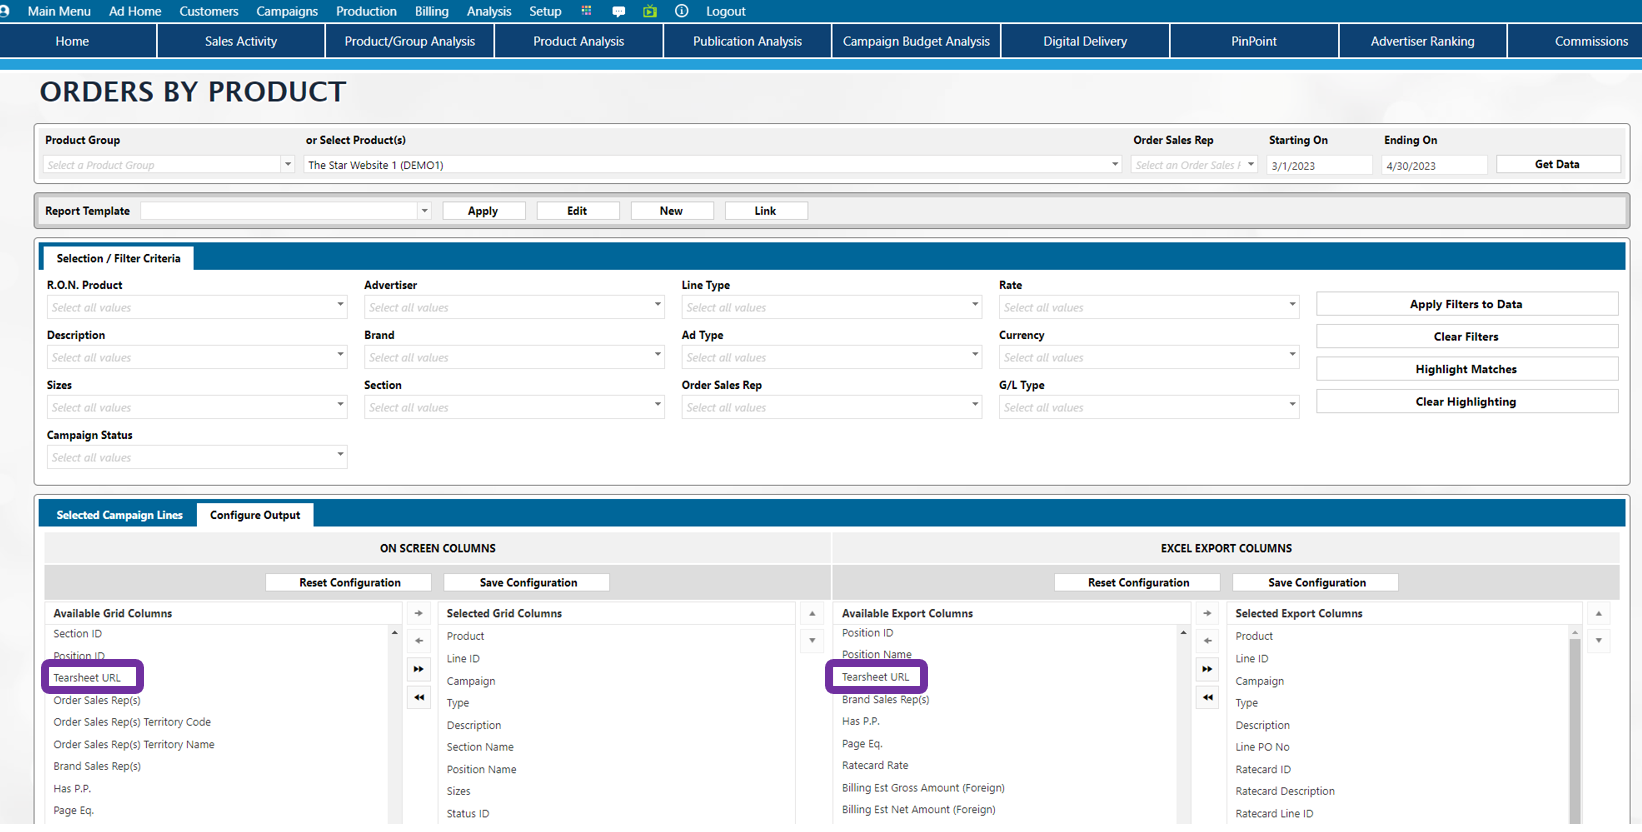 Main Menu Ad Home Customers Campaigns Production Billing Analysis Setup Logout
Home Sales Activity Product/Group Analysis Product Analysis Publication Analysis Campaign Budget Analysis Digital Delivery PinPoint Advertiser Ranking Commissions
ORDERS BY PRODUCT
Product Group or Select Product(s) Order Sales Rep Starting On Ending On
Select a Product Group The Star Website 1 (DEMO1) Select an Order Sales 3/1/2023 4/30/2023 Get Data
Report Template Apply Edit New Link
Selection / Filter Criteria
R.O.N. Product Advertiser Line Type Rate
Select all values Select all values Select all values Select all values Apply Filters to Data
Description Brand Ad Type Currency Clear Filters
Select all values Select all values Select all values Select all values
Highlight Matches
Sizes Section Order Sales Rep G/L Type
Select all values Select all values Select all values Select all values Clear Highlighting
Campaign Status
Select all values
Selected Campaign Lines Configure Output
ON SCREEN COLUMNS EXCEL EXPORT COLUMNS
Reset Configuration Save Configuration Reset Configuration Save Configuration
Available Grid Columns Selected Grid Columns Available Export Columns Selected Export Columns
Section ID Product Position ID Product
Position ID Line ID Position Name Line ID
Tearsheet URL Campaign Tearsheet URL Campaign
Order Sales Rep(s) Type Brand Sales Rep(s) Type
Order Sales Rep(s) Territory Code Description Has P.P. Description
Order Sales Rep(s) Territory Name Section Name Page Eq. Line PO No
Brand Sales Rep(s) Position Name Ratecard Rate Ratecard ID
Has P.P. Sizes Billing Est Gross Amount (Foreign) Ratecard Description
Page Eq. Status ID Billing Est Net Amount (Foreign) Ratecard Line ID